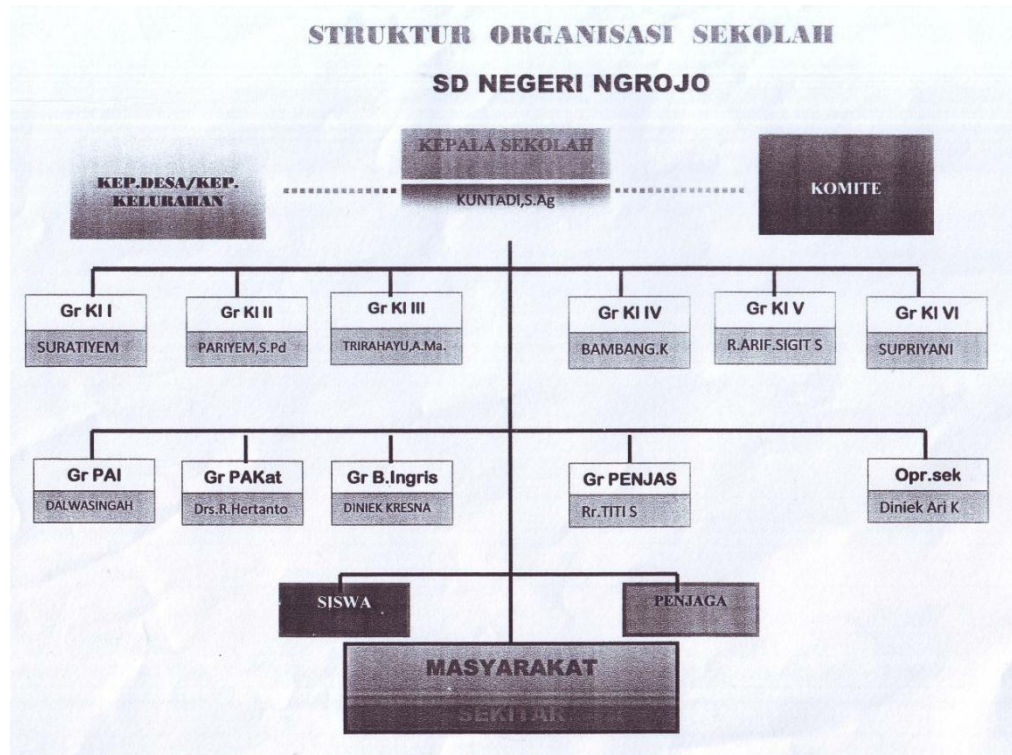 STRUKTUR ORGANISASI SEKOLAH
SD NEGERI NGROJO
KEPALA SEKOLAH
KUNTADI,S.Ag
KEP.DESA/KEP.
KELURAHAN
KOMITE
Gr Kl I
SURATIYEM
Gr Kl II
PARIYEM,S.Pd
Gr Kl III
TRIRAHAYU,A.Ma.
Gr Kl IV
BAMBANG.K
Gr Kl V
R.ARIF.SIGIT S
Gr Kl VI
SUPRIYANI
Gr PAI
DALWASINGAH
Gr PAKat
Drs.R.Hertanto
Gr B.Ingris
DINIEK KRESNA
Gr PENJAS
Rr.TITI S
Opr.sek
Diniek Ari K
SISWA
PENJAGA
MASYARAKAT
SEKITAR